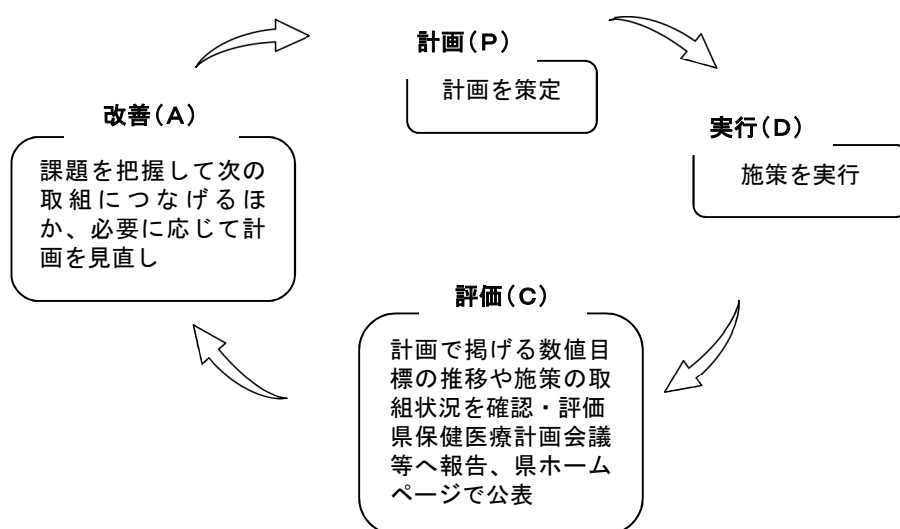 計画（P）
計画を策定
実行（D）
施策を実行
評価（C）
計画で掲げる数値目
標の推移や施策の取
組状況を確認・評価
県保健医療計画会議
等へ報告、県ホーム
ページで公表
改善（A）
課題を把握して次の
取組につなげるほ
か、必要に応じて計
画を見直し